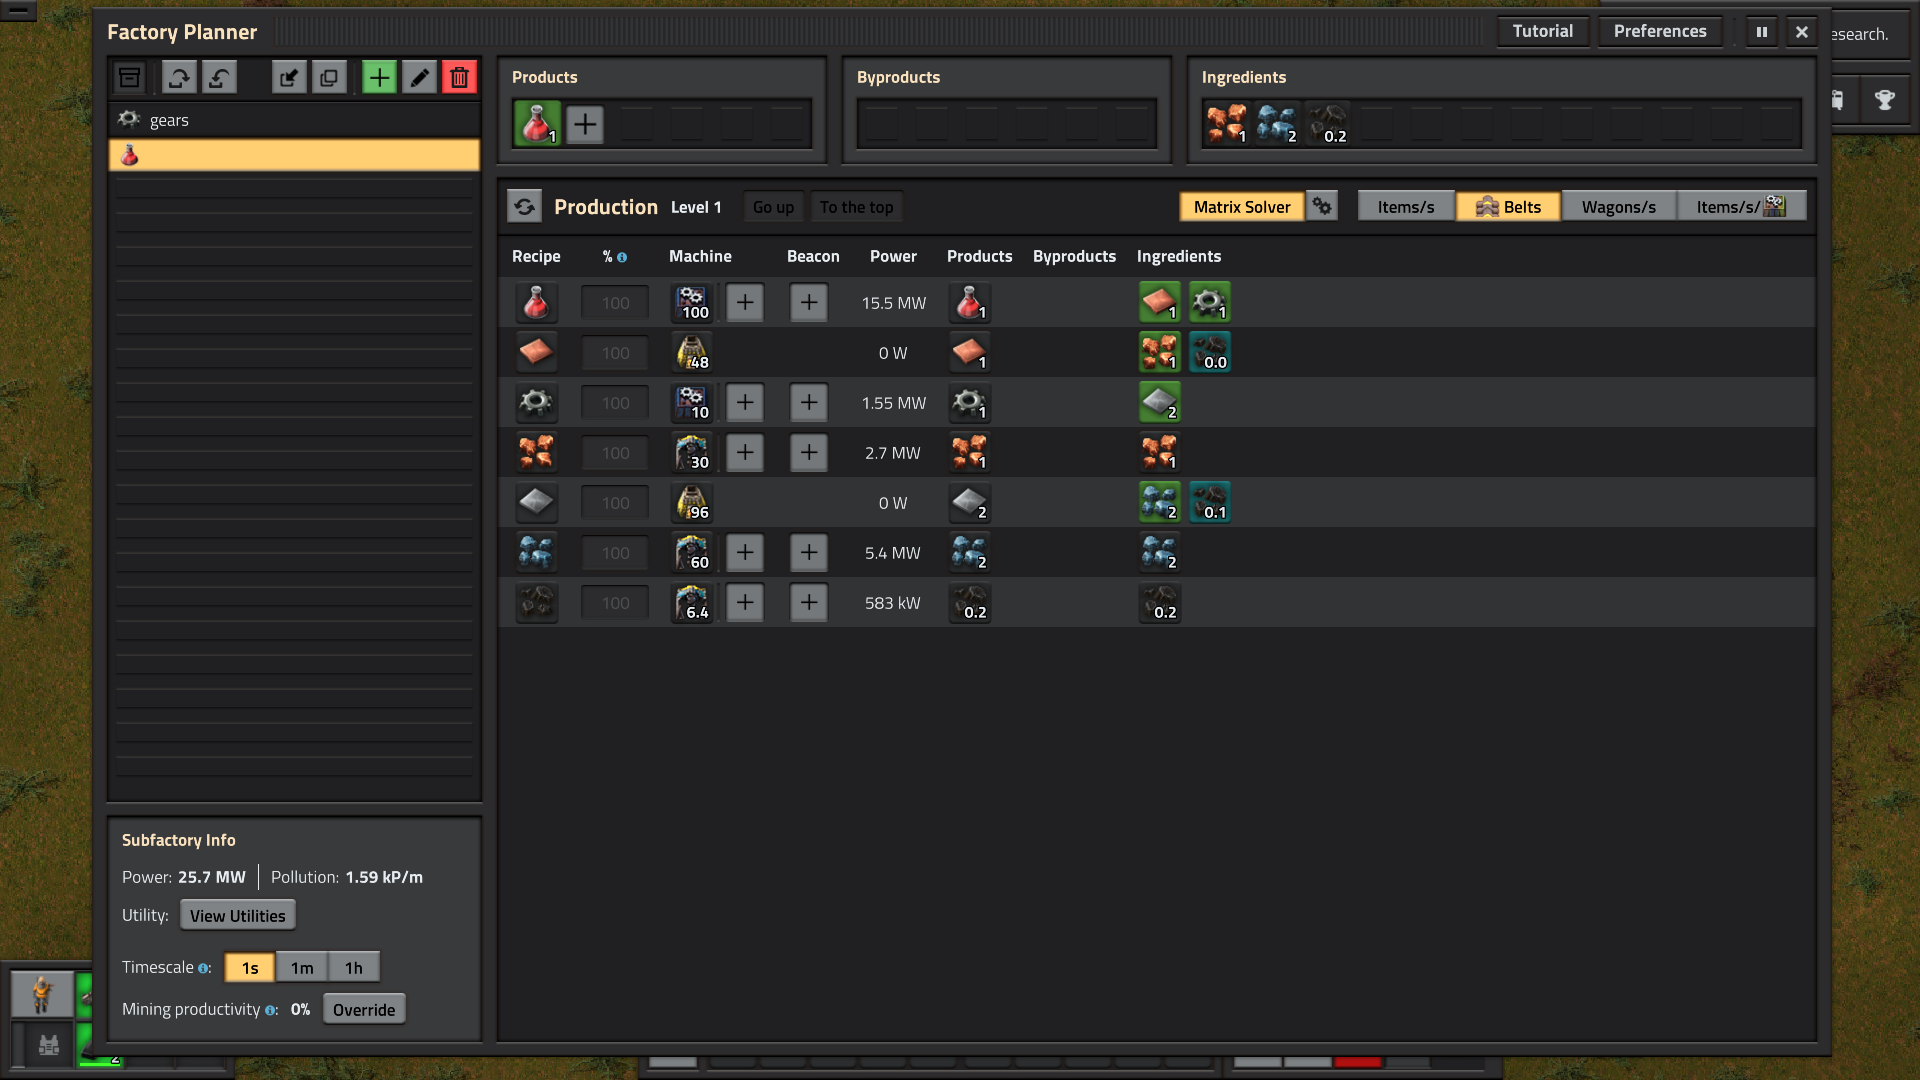 Factory Planner
Tutorial
Preferences
esearch.
Products
Byproducts
Ingredients
gears
1
1
2
0.2
Production
Level 1
Go up
To the top
Matrix Solver
Items/s
Belts
Wagons/s
Items/s/
Recipe
%
Machine
Beacon
Power
Products
Byproducts
Ingredients
100
100
15.5 MW
1
1
1
100
48
0 W
1
1
0.0
100
10
1.55 MW
1
2
100
30
2.7 MW
1
1
100
96
0 W
2
2
0.1
100
60
5.4 MW
2
2
100
6.4
583 kW
0.2
0.2
Subfactory Info
Power: 25.7 MW
Pollution: 1.59 kP/m
Utility:
View Utilities
Timescale :
1s
1m
1h
Mining productivity :
0%
Override
2